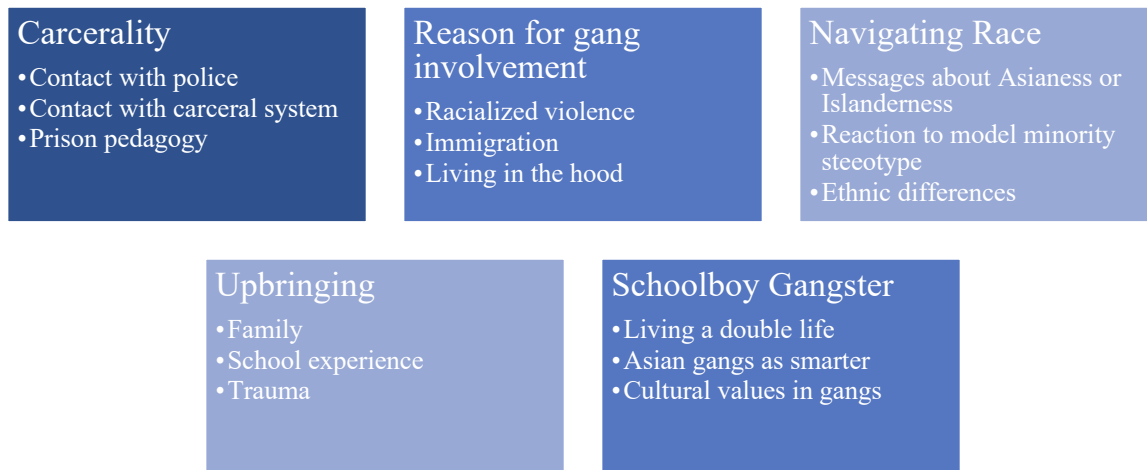 Carcerality
•Contact with police
•Contact with carceral system
•Prison pedagogy
Reason for gang
involvement
•Racialized violence
•Immigration
•Living in the hood
Navigating Race
•Messages about Asianess or
Islanderness
•Reaction to model minority
steeotype
•Ethnic differences
Upbringing
•Family
•School experience
•Trauma
Schoolboy Gangster
•Living a double life
•Asian gangs as smarter
•Cultural values in gangs